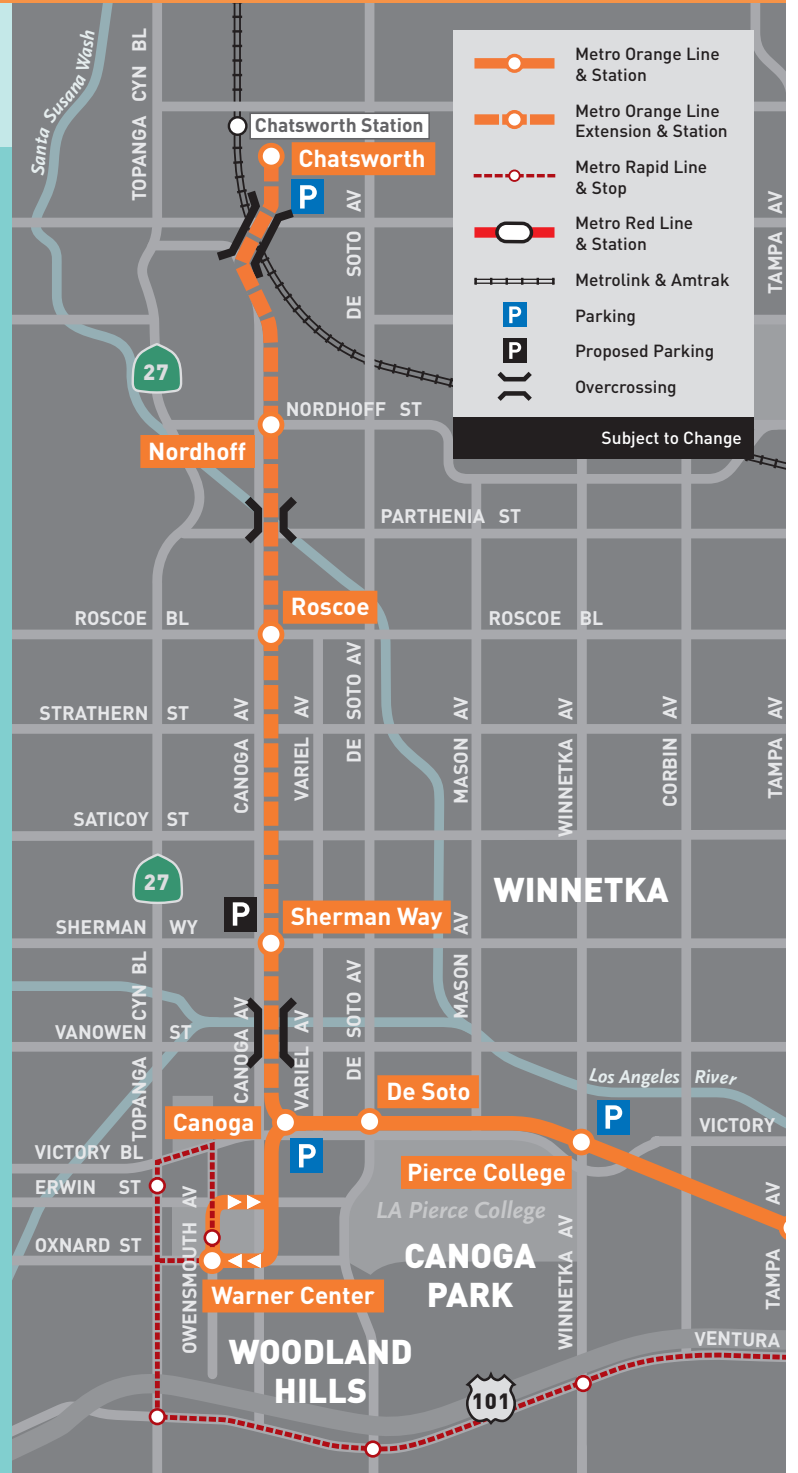 Santa Susana Wash
TOPANGA CYN BL
Chatsworth Station
Chatsworth
P
DE SOTO AV
TAMPA AV
Metro Orange Line
& Station
Metro Orange Line
Extension & Station
Metro Rapid Line
& Stop
Metro Red Line
& Station
Metrolink & Amtrak
P
Parking
P
Proposed Parking
Overcrossing
Subject to Change
27
NORDHOFF ST
Nordhoff
PARTHENIA ST
Roscoe
ROSCOE BL
ROSCOE BL
STRATHERN ST
CANOGA AV
VARIEL AV
DE SOTO AV
MASON AV
WINNETKA AV
CORBIN AV
TAMPA AV
SATICOY ST
27
WINNETKA
P
Sherman Way
SHERMAN WY
TOPANGA CYN BL
CANOGA AV
VARIEL AV
DE SOTO AV
MASON AV
VANOWEN ST
Los Angeles River
De Soto
Canoga
P
P
VICTORY
VICTORY BL
Pierce College
ERWIN ST
LA Pierce College
OXNARD ST
OWENSMOUTH AV
CANOGA
PARK
WINNETKA AV
TAMPA AV
Warner Center
WOODLAND
HILLS
VENTURA
101